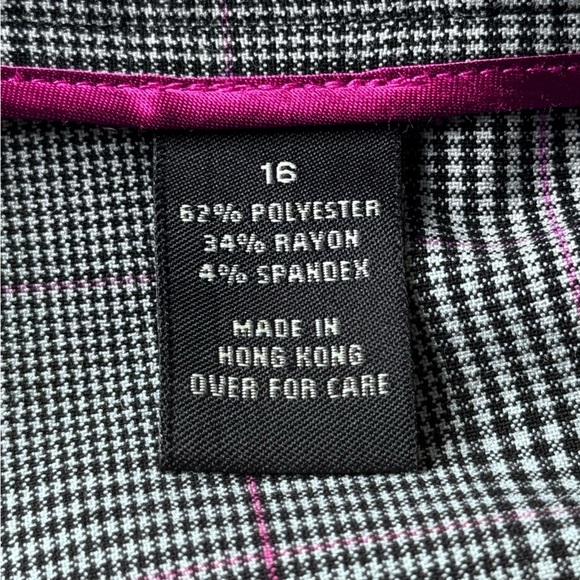 16
62% POLYESTER
34% RAYON
4% SPANDEX
MADE IN
HONG KONG
OVER FOR CARE